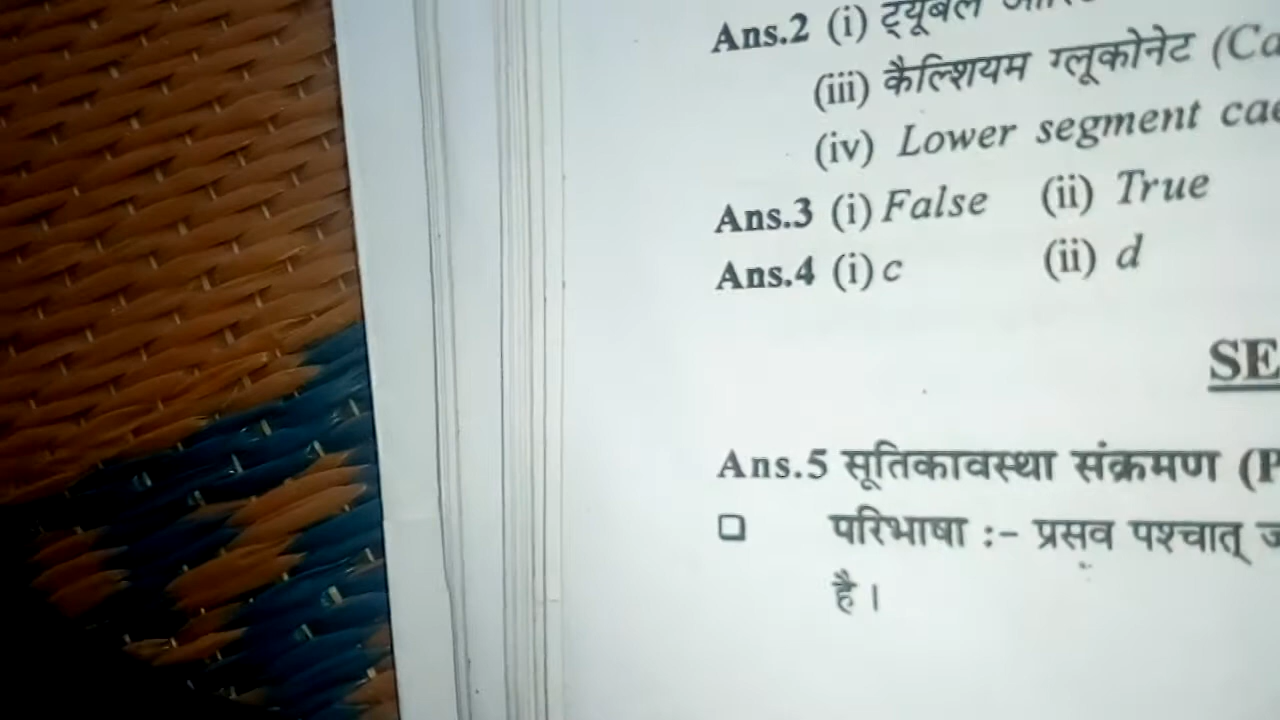 Ans.2 (i) ट्यूबल
(iii) कैल्शियम ग्लूकोनेट (Ca
(iv) Lower segment cae
Ans.3 (i) False (ii) True
Ans.4 (i) c (ii) d
SE
Ans.5 सूतिकावस्था संक्रमण (P
❑ परिभाषा :- प्रसव पश्चात् ज
है।